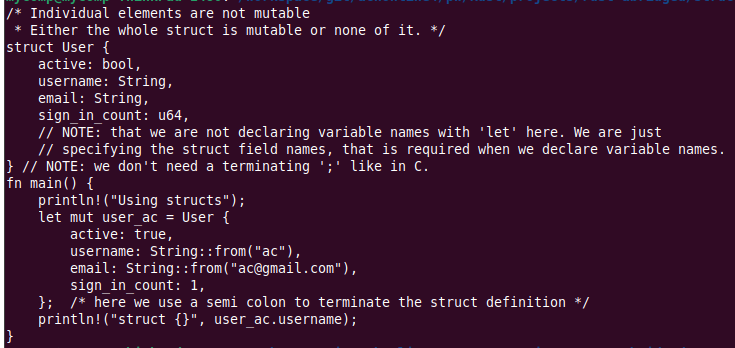 /* Individual elements are not mutable
 * Either the whole struct is mutable or none of it. */
struct User {
    active: bool,
    username: String,
    email: String,
    sign_in_count: u64,
    // NOTE: that we are not declaring variable names with 'let' here. We are just
    // specifying the struct field names, that is required when we declare variable names.
} // NOTE: we don't need a terminating ';' like in C.
fn main() {
    println!("Using structs");
    let mut user_ac = User {
        active: true,
        username: String::from("ac"),
        email: String::from("ac@gmail.com"),
        sign_in_count: 1,
    };  /* here we use a semi colon to terminate the struct definition */
    println!("struct {}", user_ac.username);
}